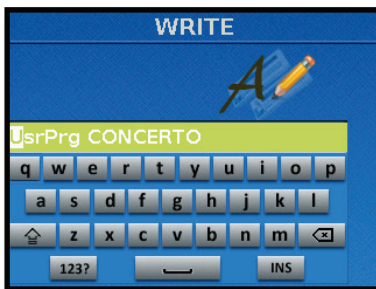 WRITE
A
UsrPrg CONCERTO
q w e r t y u i o p
a s d f g h j k l
z x c v b n m
123? INS